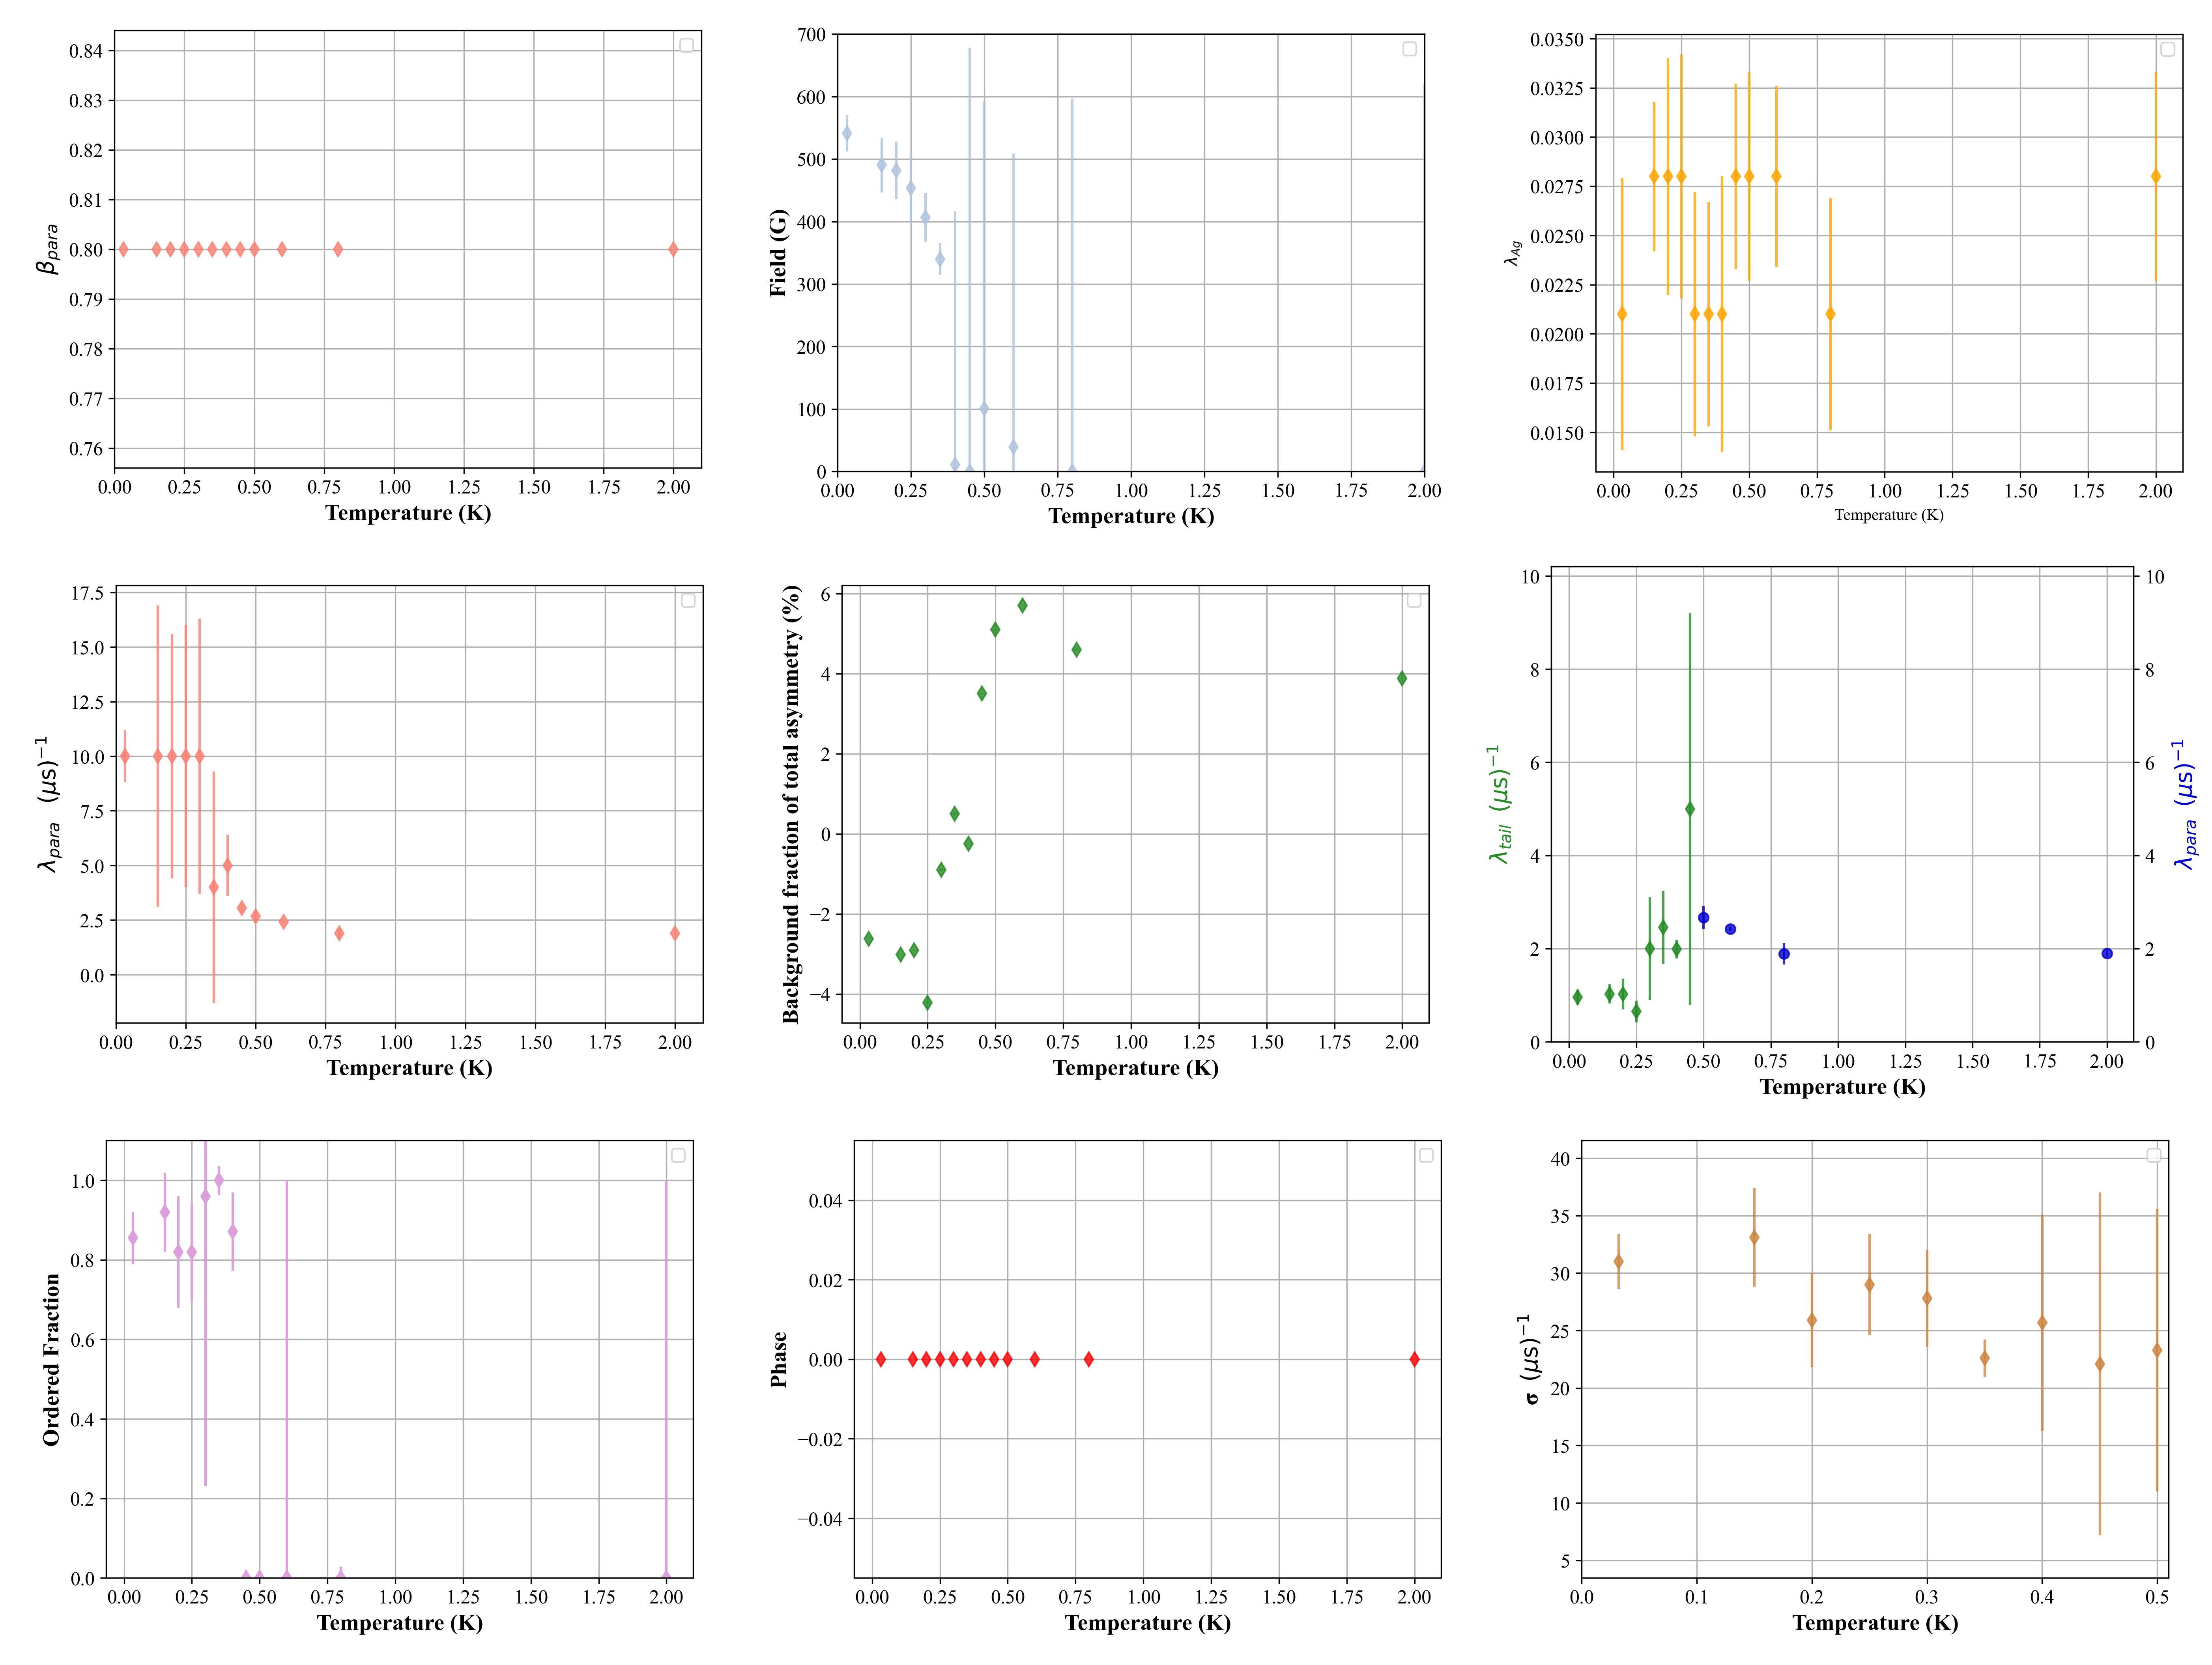 0.84
0.83
0.82
0.81
0.80
0.79
0.78
0.77
0.76
β_para
0.00 0.25 0.50 0.75 1.00 1.25 1.50 1.75 2.00
Temperature (K)
700
600
500
400
300
200
100
0
Field (G)
0.00 0.25 0.50 0.75 1.00 1.25 1.50 1.75 2.00
Temperature (K)
0.0350
0.0325
0.0300
0.0275
0.0250
0.0225
0.0200
0.0175
0.0150
λ_Ag
0.00 0.25 0.50 0.75 1.00 1.25 1.50 1.75 2.00
Temperature (K)
17.5
15.0
12.5
10.0
7.5
5.0
2.5
0.0
λ_para (μs)⁻¹
0.00 0.25 0.50 0.75 1.00 1.25 1.50 1.75 2.00
Temperature (K)
6
4
2
0
−2
−4
Background fraction of total asymmetry (%)
0.00 0.25 0.50 0.75 1.00 1.25 1.50 1.75 2.00
Temperature (K)
10
8
6
4
2
0
λ_tail (μs)⁻¹
10
8
6
4
2
0
λ_para (μs)⁻¹
0.00 0.25 0.50 0.75 1.00 1.25 1.50 1.75 2.00
Temperature (K)
1.0
0.8
0.6
0.4
0.2
0.0
Ordered Fraction
0.00 0.25 0.50 0.75 1.00 1.25 1.50 1.75 2.00
Temperature (K)
0.04
0.02
0.00
−0.02
−0.04
Phase
0.00 0.25 0.50 0.75 1.00 1.25 1.50 1.75 2.00
Temperature (K)
40
35
30
25
20
15
10
5
σ (μs)⁻¹
0.0 0.1 0.2 0.3 0.4 0.5
Temperature (K)